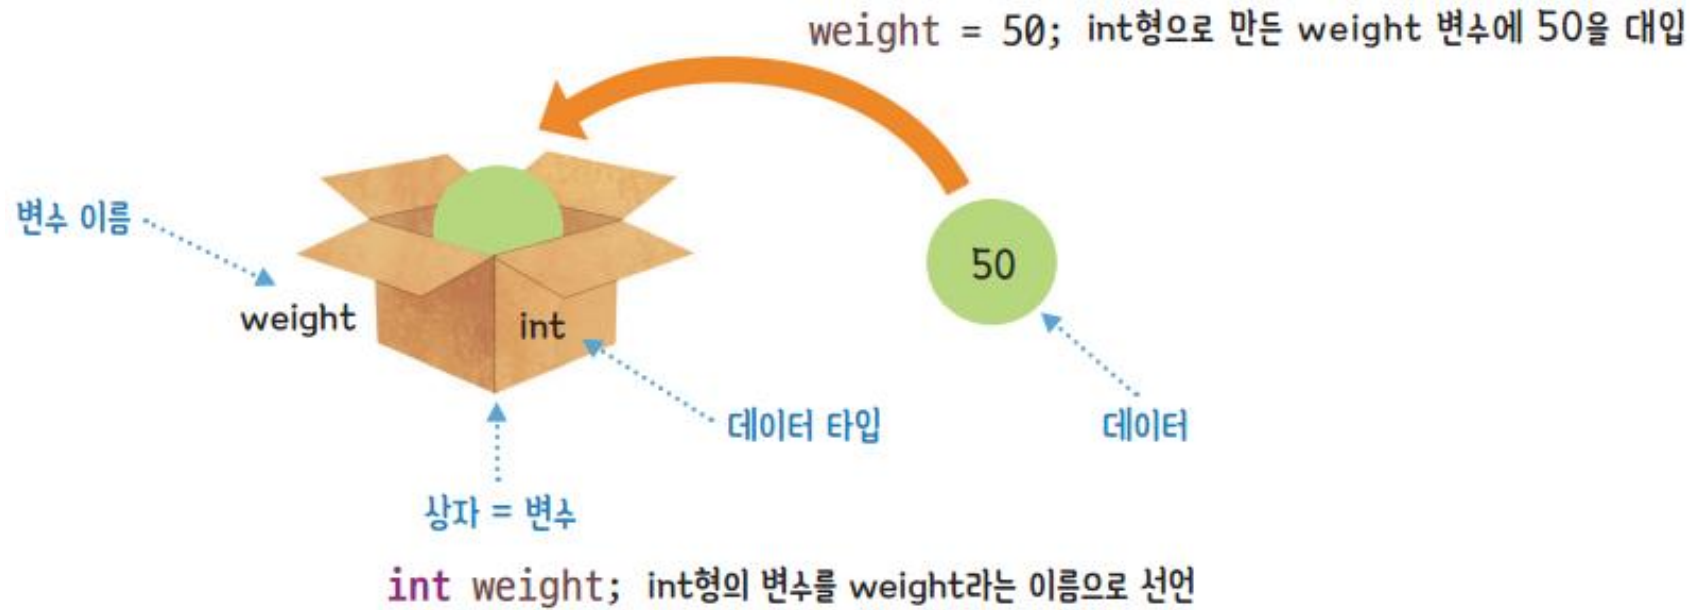 weight = 50; int형으로 만든 weight 변수에 50을 대입
변수 이름
weight
int
50
데이터 타입
데이터
상자 = 변수
int weight; int형의 변수를 weight라는 이름으로 선언